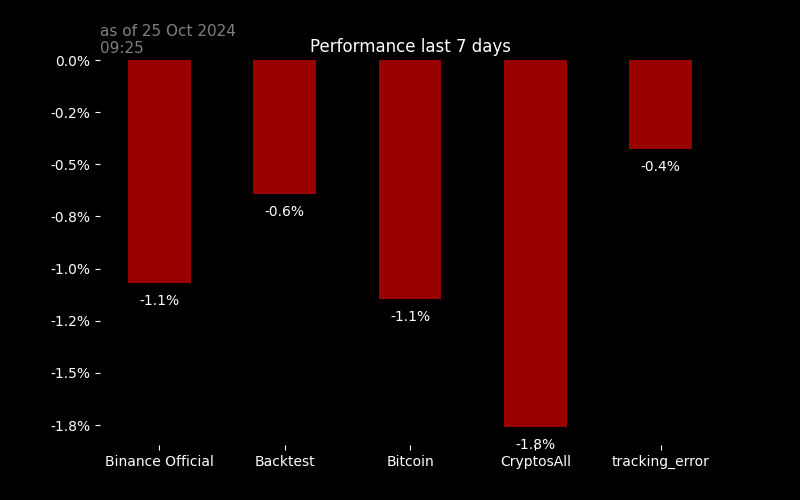 as of 25 Oct 2024
09:25
Performance last 7 days
0.0%
-0.2%
-0.5%
-0.8%
-1.0%
-1.2%
-1.5%
-1.8%
-1.1%
-0.6%
-1.1%
-1.8%
-0.4%
Binance Official
Backtest
Bitcoin
CryptosAll
tracking_error